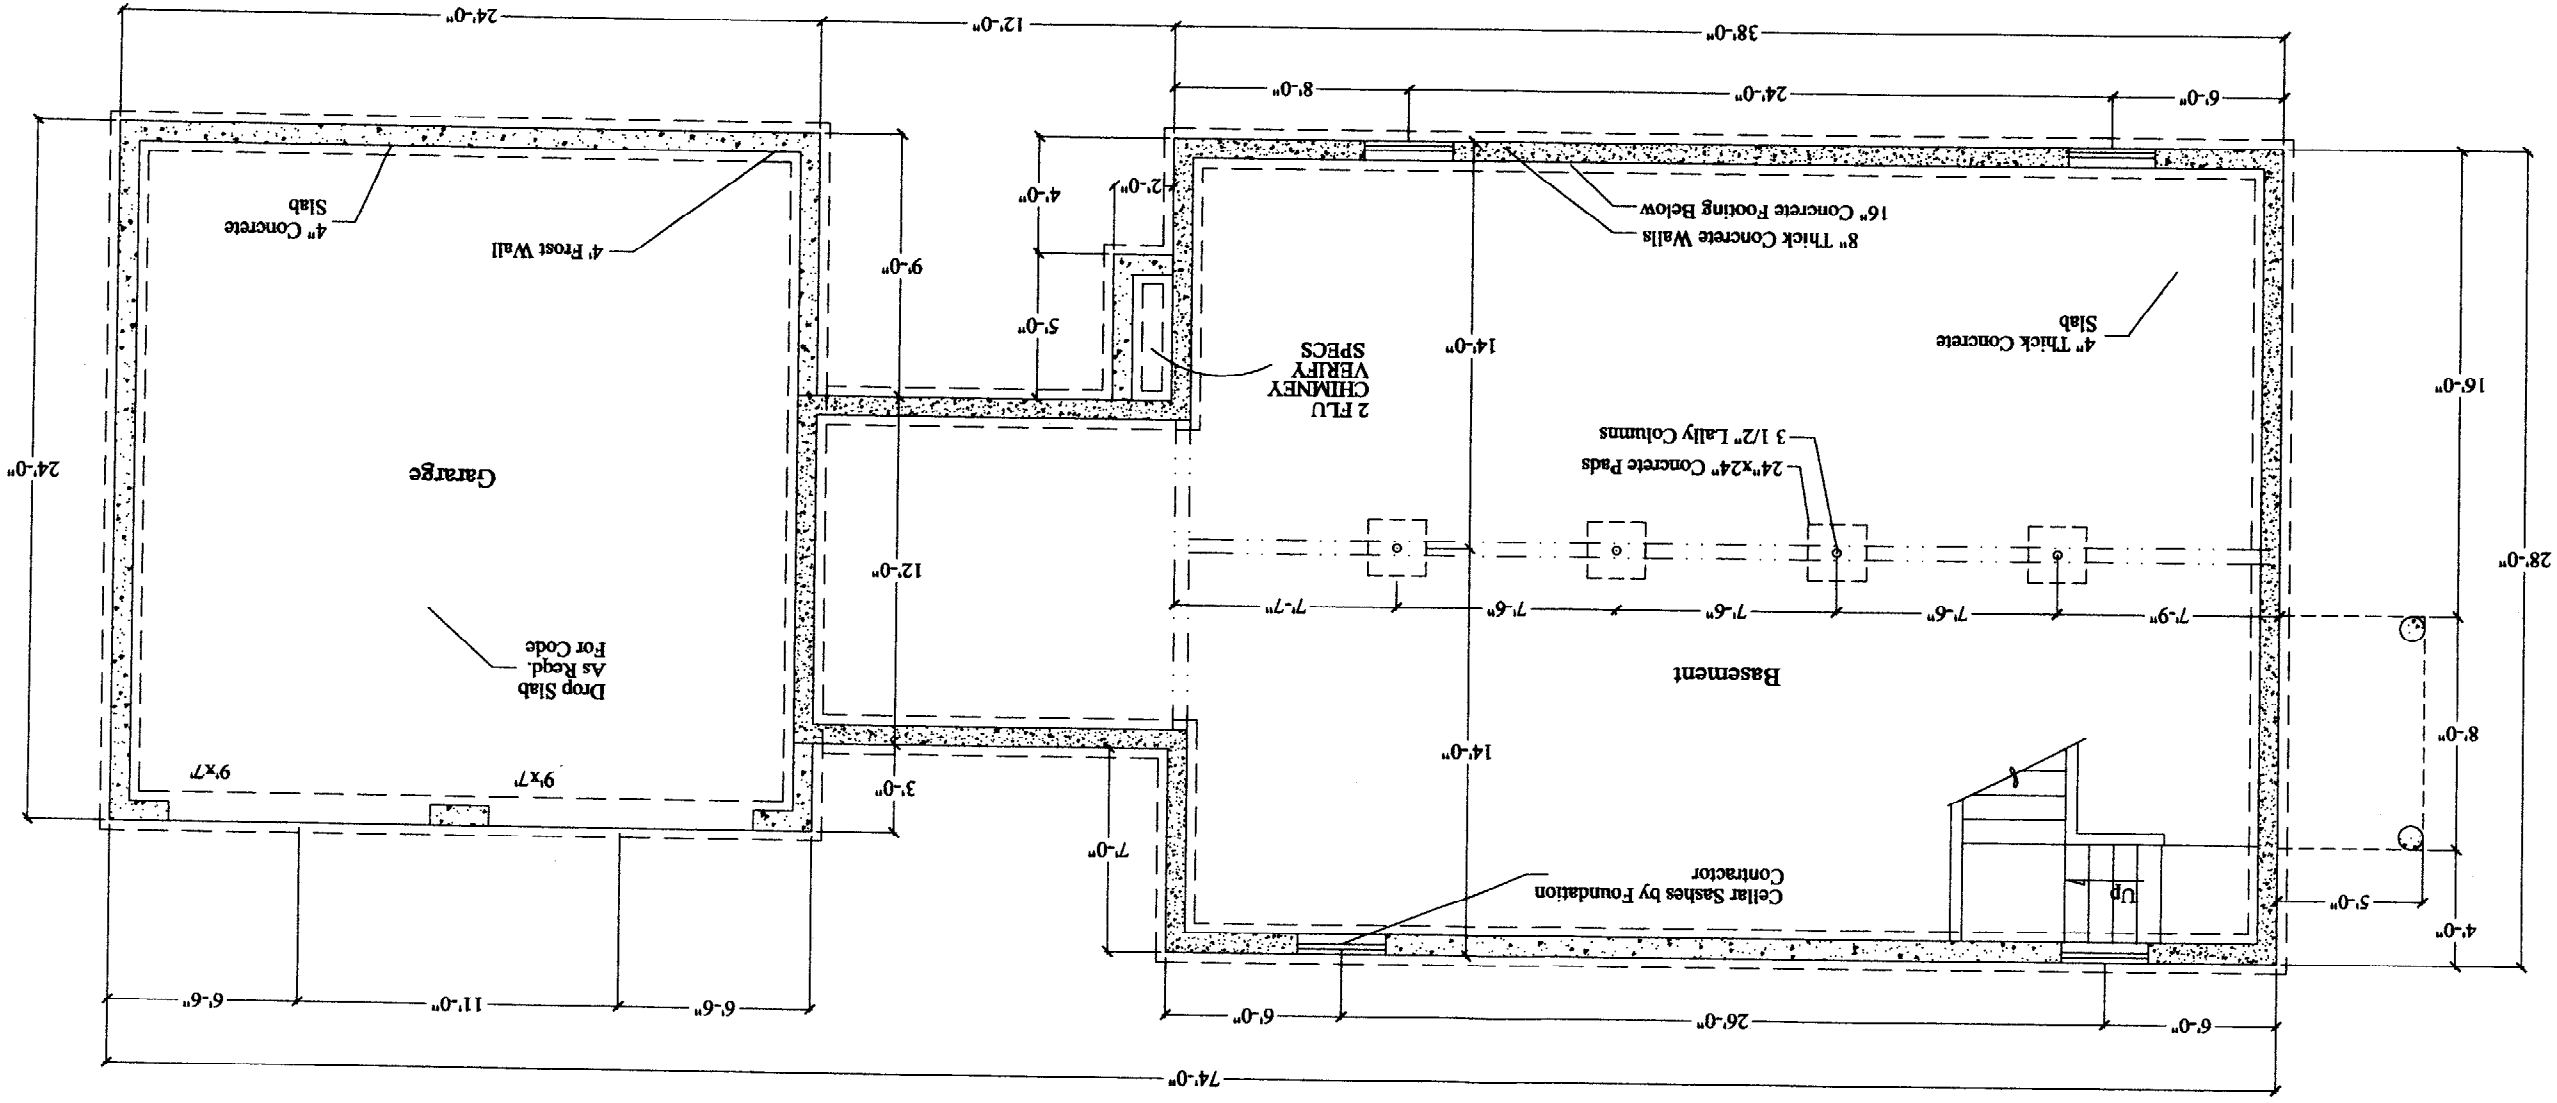 74'-0"
6'-0"
26'-0"
6'-0"
6'-6"
11'-0"
6'-6"
4'-0"
5'-0"
Up
Cellar Sashes by Foundation
Contractor
7'-0"
3'-0"
9'x7'
9'x7'
8'-0"
14'-0"
Basement
Drop Slab
As Reqd.
For Code
7'-9"
7'-6"
7'-6"
7'-6"
7'-7"
28'-0"
12'-0"
24"x24" Concrete Pads
3 1/2" Lally Columns
Gararge
24'-0"
2 FLU
CHIMNEY
VERIFY
SPECS
16'-0"
4" Thick Concrete
Slab
14'-0"
5'-0"
9'-0"
8" Thick Concrete Walls
16" Concrete Footing Below
4' Frost Wall
4" Concrete
Slab
2'-0"
4'-0"
6'-0"
24'-0"
8'-0"
38'-0"
12'-0"
24'-0"